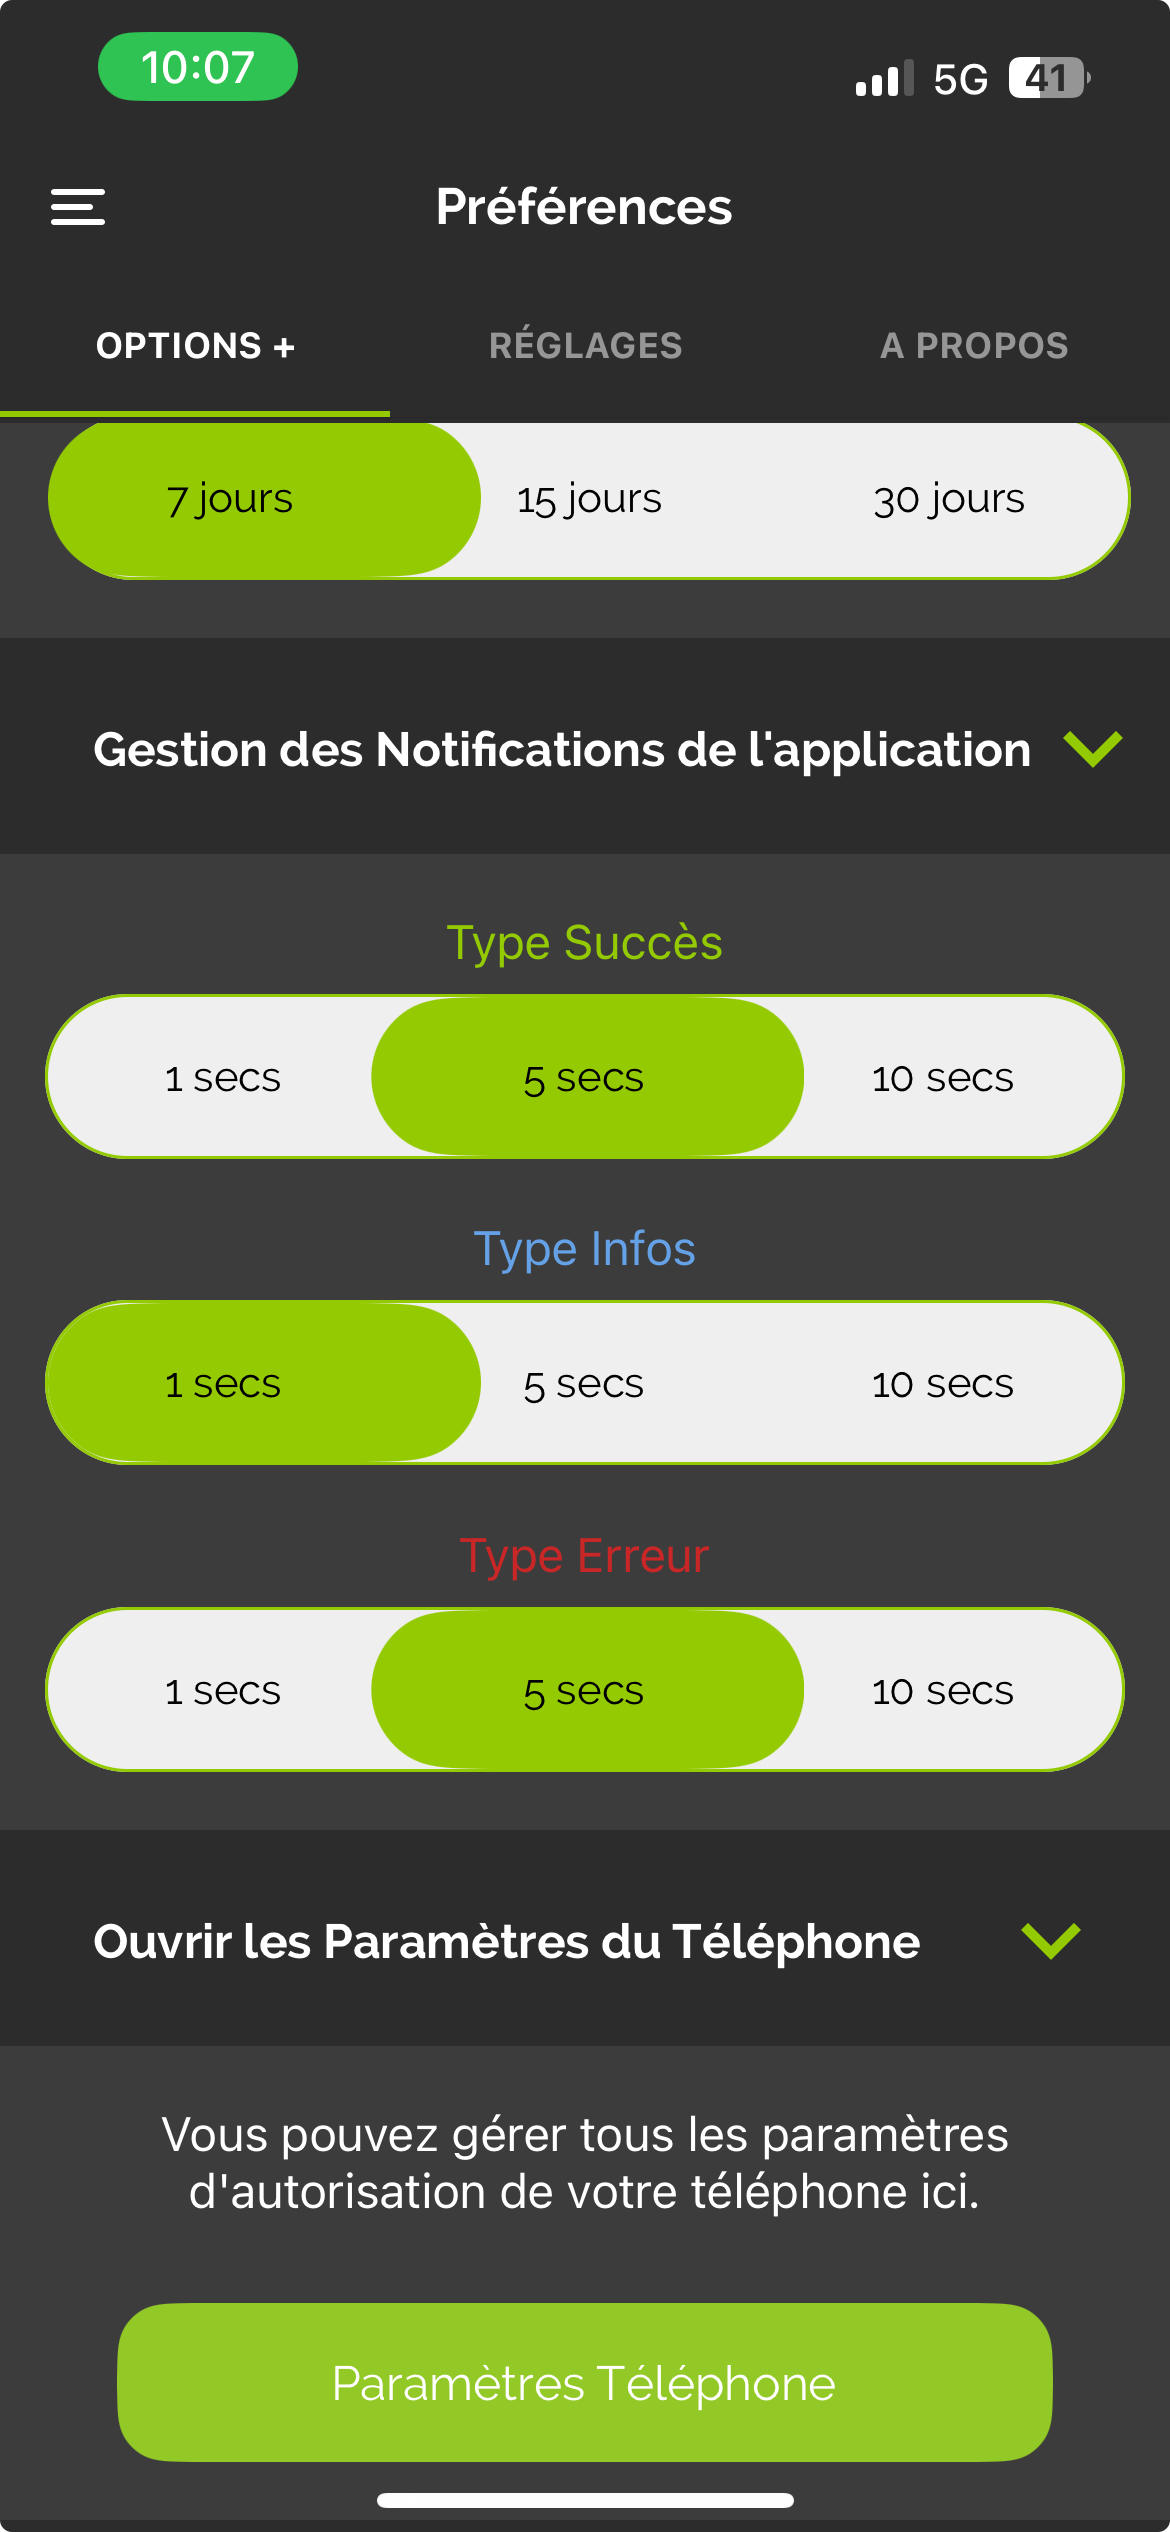 10:07
5G 41
Préférences
OPTIONS + RÉGLAGES A PROPOS
7 jours 15 jours 30 jours
Gestion des Notifications de l'application
Type Succès
1 secs 5 secs 10 secs
Type Infos
1 secs 5 secs 10 secs
Type Erreur
1 secs 5 secs 10 secs
Ouvrir les Paramètres du Téléphone
Vous pouvez gérer tous les paramètres
d'autorisation de votre téléphone ici.
Paramètres Téléphone